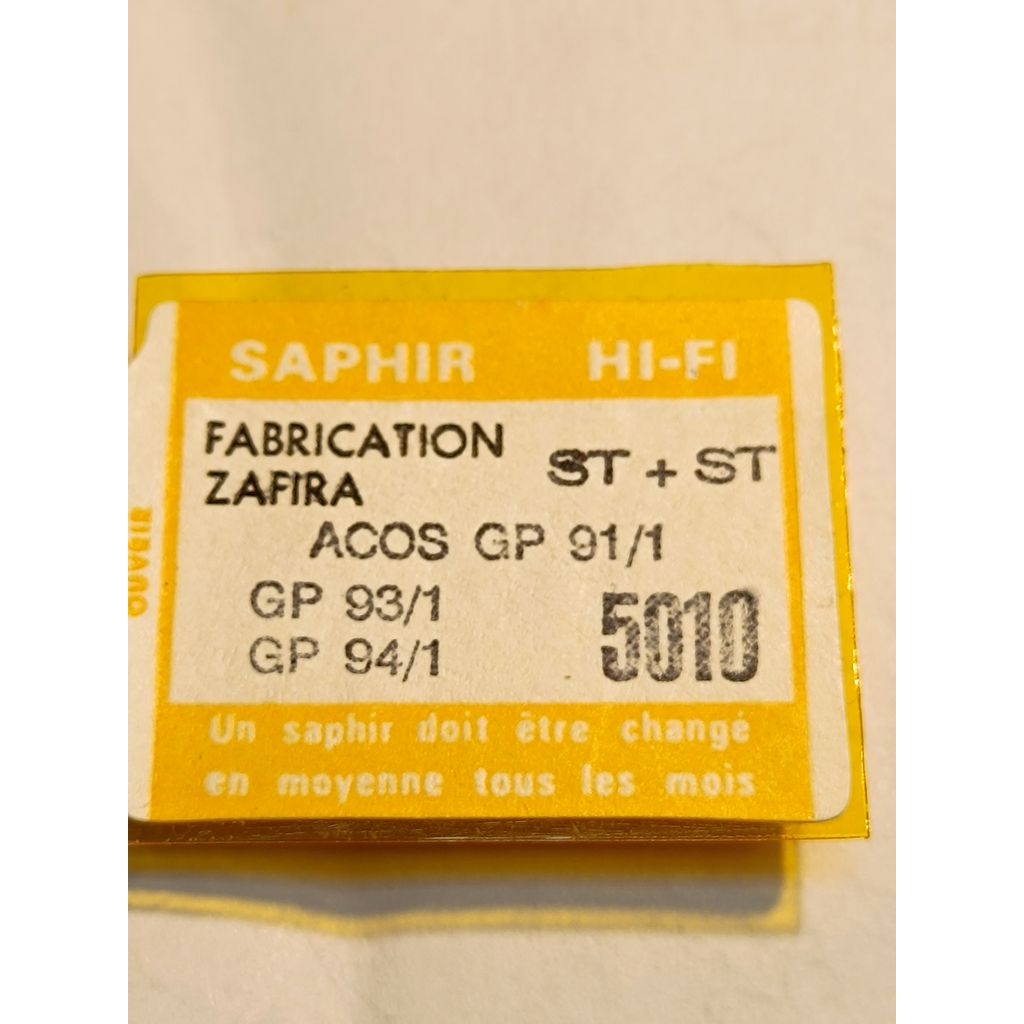 SAPHIR HI-FI
FABRICATION
ZAFIRA
ST + ST
ACOS GP 91/1
GP 93/1
GP 94/1
5010
Un saphir doit être changé
en moyenne tous les mois
OUVRIR